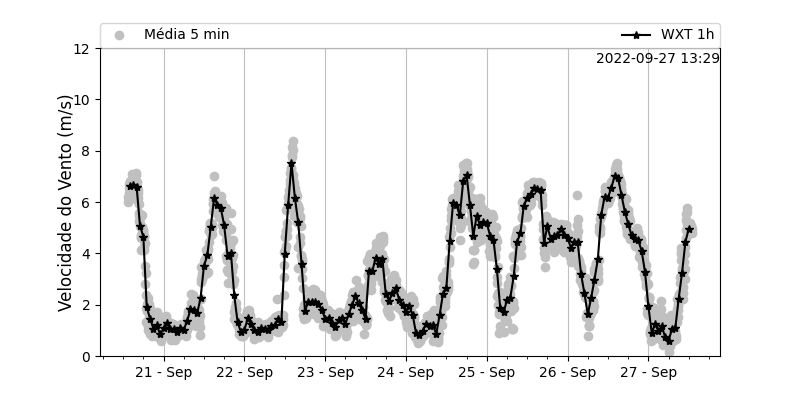 Média 5 min
WXT 1h
2022-09-27 13:29
Velocidade do Vento (m/s)
12
10
8
6
4
2
0
21 - Sep
22 - Sep
23 - Sep
24 - Sep
25 - Sep
26 - Sep
27 - Sep